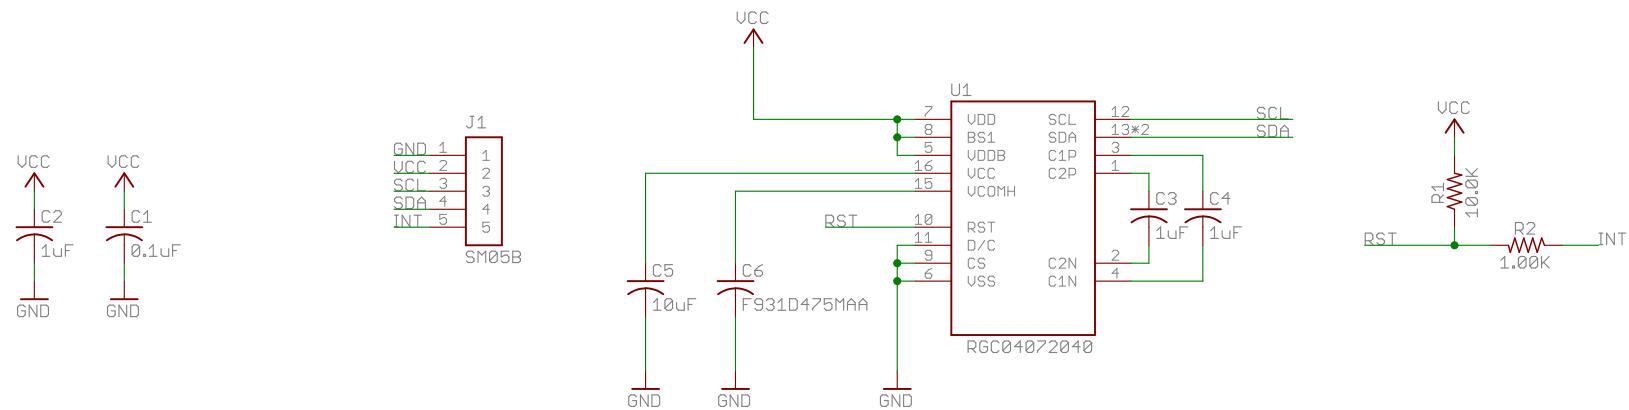 VCC
VCC
C2
1uF
GND
C1
0.1uF
GND
J1
GND 1 1
VCC 2 2
SCL 3 3
SDA 4 4
INT 5 5
SM05B
VCC
C5
10uF
GND
C6
F931D475MAA
GND
RST
GND
U1
7 VDD SCL 12 SCL
8 BS1 SDA 13*2 SDA
5 VDDB C1P 3
16 VCC C2P 1
15 VCOMH
10 RST
11 D/C
9 CS C2N 2
6 VSS C1N 4
RGC04072040
C3
1uF
C4
1uF
VCC
R1
10.0K
RST
R2
1.00K
INT